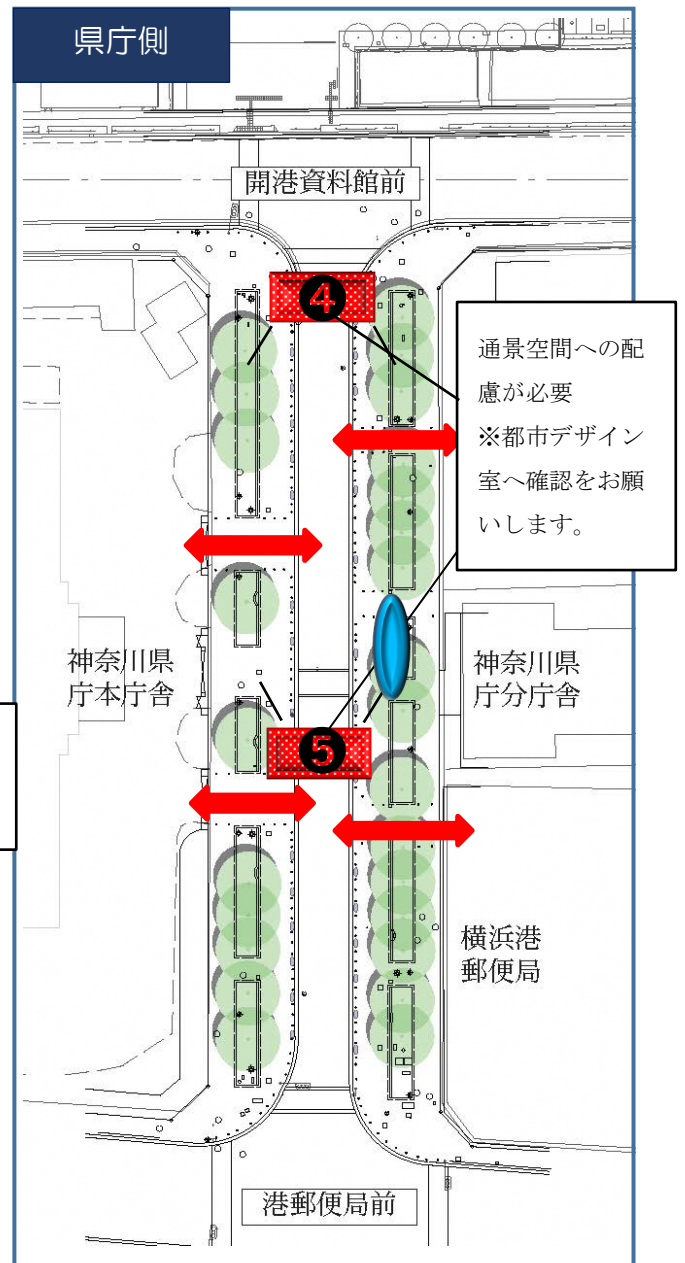 県庁側
開港資料館前
❹
通景空間への配
慮が必要
※都市デザイン
室へ確認をお願
いします。
神奈川県
庁本庁舎
神奈川県
庁分庁舎
❺
横浜港
郵便局
港郵便局前